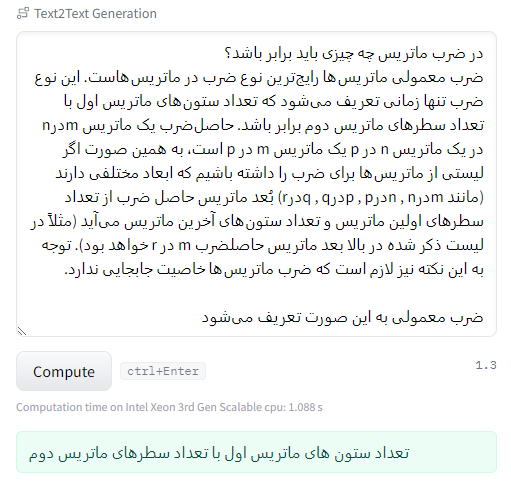 Text2Text Generation
در ضرب ماتریس چه چیزی باید برابر باشد؟
ضرب معمولی ماتریس‌ها رایج‌ترین نوع ضرب در ماتریس‌هاست. این نوع
ضرب تنها زمانی تعریف می‌شود که تعداد ستون‌های ماتریس اول با
تعداد سطرهای ماتریس دوم برابر باشد. حاصل‌ضرب یک ماتریس mدرn
در یک ماتریس n در p یک ماتریس m در p است، به همین صورت اگر
لیستی از ماتریس‌ها برای ضرب را داشته باشیم که ابعاد مختلفی دارند
(مانند mدرn , nدرp , pدرq , qدرr) بُعد ماتریس حاصل ضرب از تعداد
سطرهای اولین ماتریس و تعداد ستون‌های آخرین ماتریس می‌آید (مثلاً در
لیست ذکر شده در بالا بعد ماتریس حاصلضرب m در r خواهد بود). توجه
به این نکته نیز لازم است که ضرب ماتریس‌ها خاصیت جابجایی ندارد.
ضرب معمولی به این صورت تعریف می‌شود
Compute
ctrl+Enter
1.3
Computation time on Intel Xeon 3rd Gen Scalable cpu: 1.088 s
تعداد ستون های ماتریس اول با تعداد سطرهای ماتریس دوم